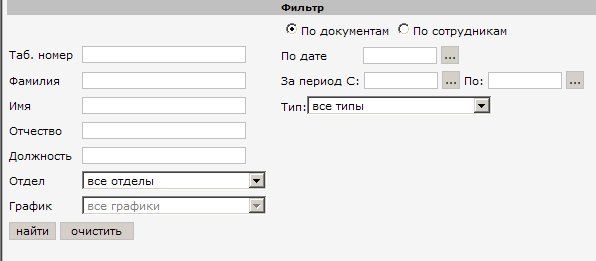 Фильтр
По документам По сотрудникам
Таб. номер По дате ...
Фамилия За период С: ... По: ...
Имя Тип: все типы
Отчество
Должность
Отдел все отделы
График все графики
найти очистить